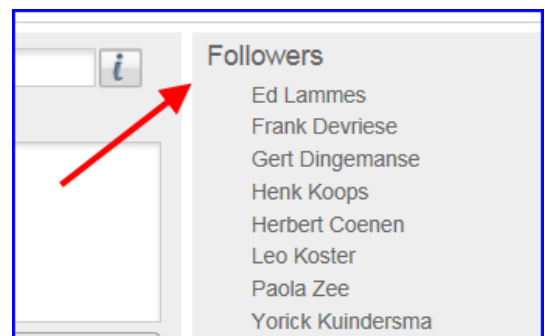 i
Followers
Ed Lammes
Frank Devriese
Gert Dingemanse
Henk Koops
Herbert Coenen
Leo Koster
Paola Zee
Yorick Kuindersma